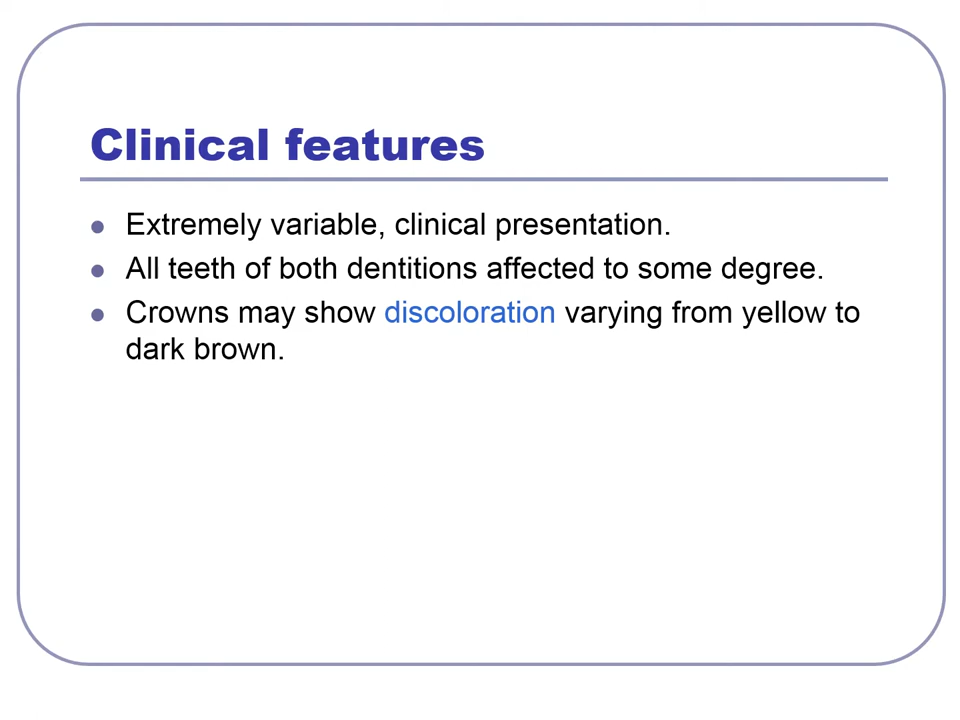 Clinical features
Extremely variable, clinical presentation.
All teeth of both dentitions affected to some degree.
Crowns may show discoloration varying from yellow to
dark brown.